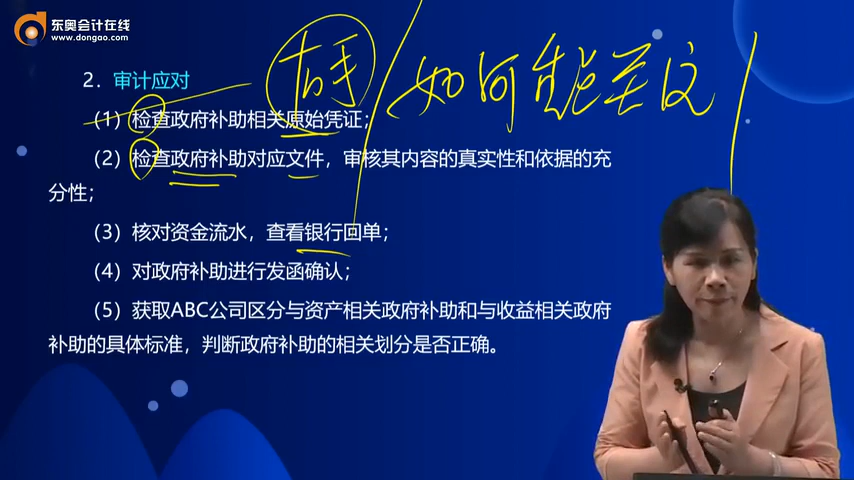 东奥会计在线
www.dongao.com
2. 审计应对
（1）检查政府补助相关原始凭证；
（2）检查政府补助对应文件，审核其内容的真实性和依据的充
分性；
（3）核对资金流水，查看银行回单；
（4）对政府补助进行发函确认；
（5）获取ABC公司区分与资产相关政府补助和与收益相关政府
补助的具体标准，判断政府补助的相关划分是否正确。
如何